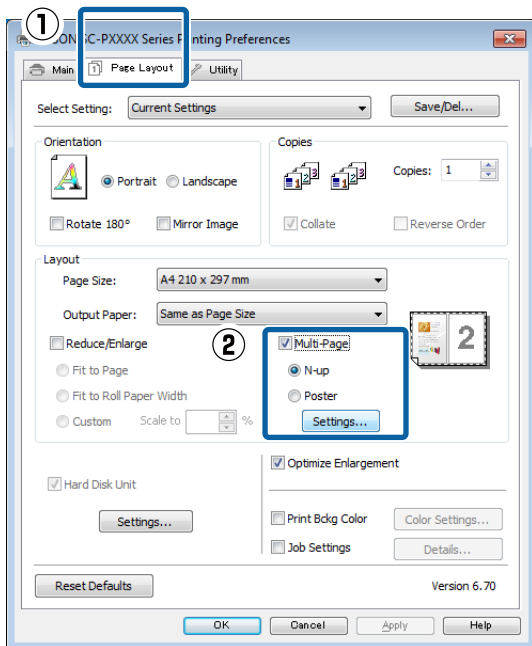 1
EPSON SC-PXXXX Series Printing Preferences
Main Page Layout Utility
Select Setting: Current Settings Save/Del...
Orientation
Portrait Landscape
Rotate 180° Mirror Image
Copies
Copies: 1
Collate Reverse Order
Layout
Page Size: A4 210 x 297 mm
Output Paper: Same as Page Size
Reduce/Enlarge
Fit to Page
Fit to Roll Paper Width
Custom Scale to %
2
Multi-Page
N-up
Poster
Settings...
2
Hard Disk Unit
Settings...
Optimize Enlargement
Print Bckg Color Color Settings...
Job Settings Details...
Reset Defaults Version 6.70
OK Cancel Apply Help